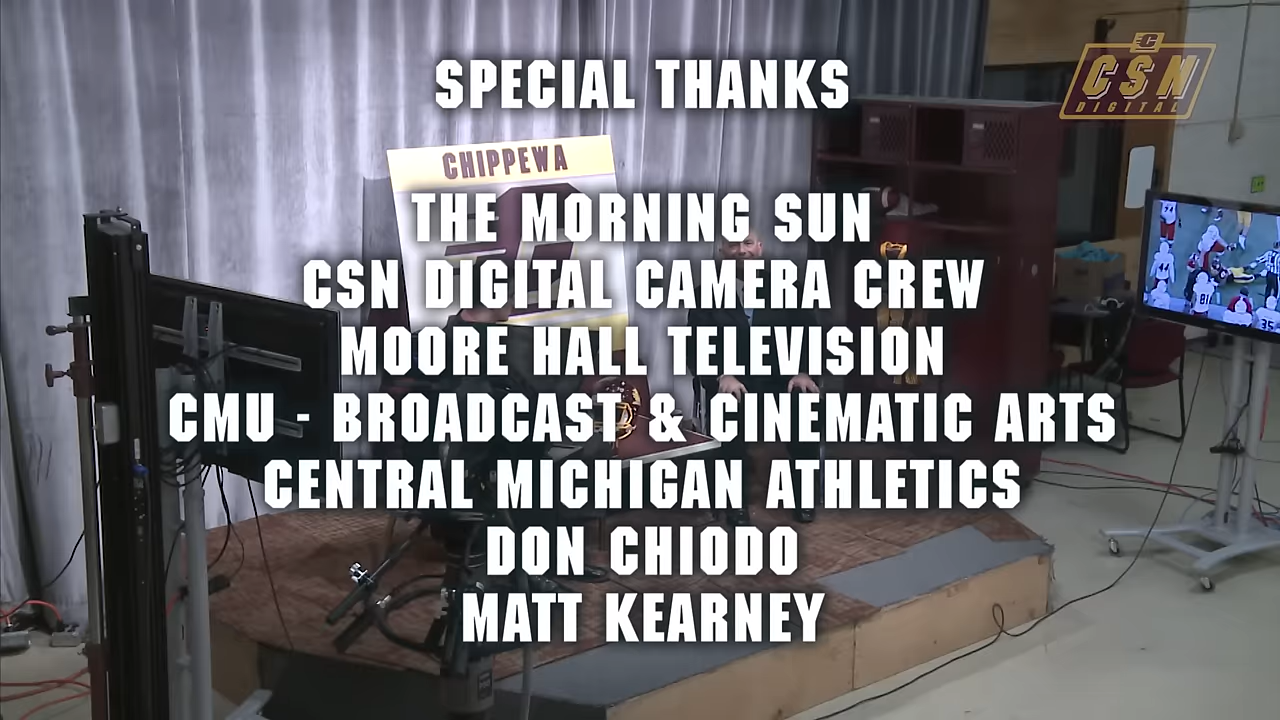 SPECIAL THANKS
CSN
DIGITAL
CHIPPEWA
THE MORNING SUN
CSN DIGITAL CAMERA CREW
MOORE HALL TELEVISION
CMU - BROADCAST & CINEMATIC ARTS
CENTRAL MICHIGAN ATHLETICS
DON CHIODO
MATT KEARNEY